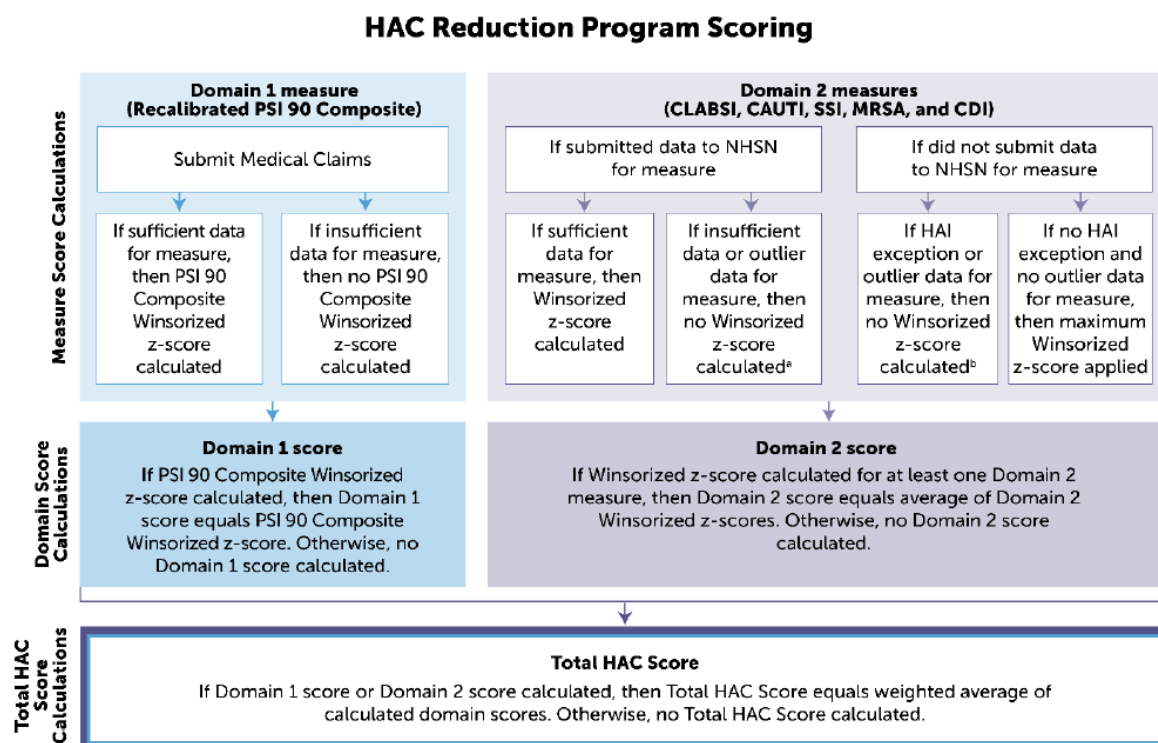 HAC Reduction Program Scoring
Measure Score Calculations
Domain 1 measure
(Recalibrated PSI 90 Composite)
Submit Medical Claims
If sufficient data
for measure,
then PSI 90
Composite
Winsorized
z-score
calculated
If insufficient
data for measure,
then no PSI 90
Composite
Winsorized
z-score
calculated
Domain 2 measures
(CLABSI, CAUTI, SSI, MRSA, and CDI)
If submitted data to NHSN
for measure
If did not submit data
to NHSN for measure
If sufficient
data for
measure, then
Winsorized
z-score
calculated
If insufficient
data or outlier
data for
measure, then
no Winsorized
z-score
calculatedᵃ
If HAI
exception or
outlier data for
measure, then
no Winsorized
z-score
calculatedᵇ
If no HAI
exception and
no outlier data
for measure,
then maximum
Winsorized
z-score applied
Domain Score
Calculations
Domain 1 score
If PSI 90 Composite Winsorized
z-score calculated, then Domain 1
score equals PSI 90 Composite
Winsorized z-score. Otherwise, no
Domain 1 score calculated.
Domain 2 score
If Winsorized z-score calculated for at least one Domain 2
measure, then Domain 2 score equals average of Domain 2
Winsorized z-scores. Otherwise, no Domain 2 score
calculated.
Total HAC
Score
Calculations
Total HAC Score
If Domain 1 score or Domain 2 score calculated, then Total HAC Score equals weighted average of
calculated domain scores. Otherwise, no Total HAC Score calculated.